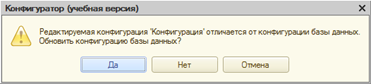 Конфигуратор (учебная версия)
Редактируемая конфигурация 'Конфигурация' отличается от конфигурации базы данных.
Обновить конфигурацию базы данных?
Да Нет Отмена